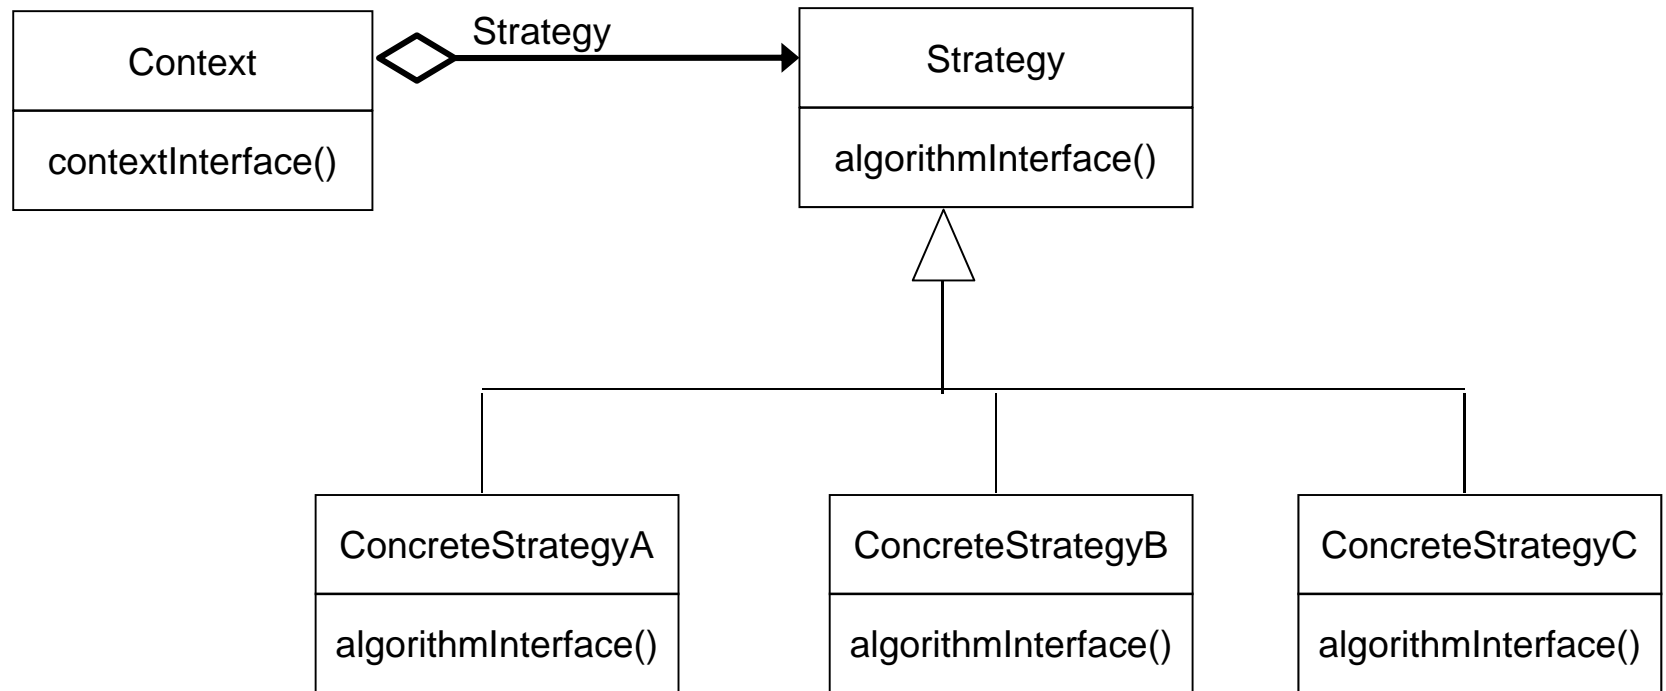 Context
Strategy
Strategy
contextInterface()
algorithmInterface()
ConcreteStrategyA
ConcreteStrategyB
ConcreteStrategyC
algorithmInterface()
algorithmInterface()
algorithmInterface()